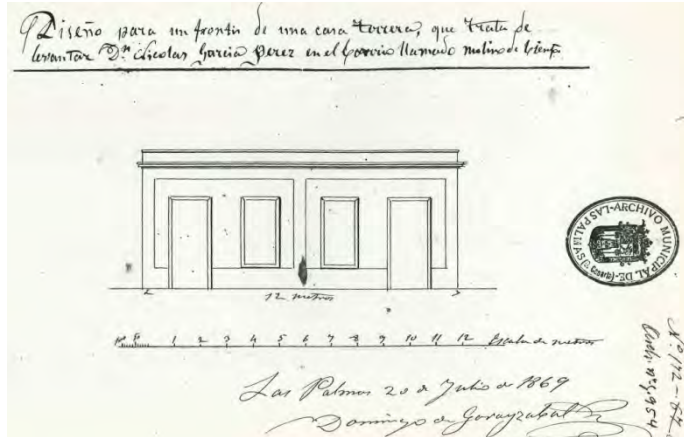 Diseño para un frontis de una casa terrera, que trata de
levantar Dn. Nicolas Garcia Perez en el barrio llamado molino de
12 metros
1 2 3 4 5 6 7 8 9 10 11 12 Escala de metros
Las Palmas 20 de Julio de 1869
Domingo de Garayzabal
ARCHIVO MUNICIPAL DE LAS PALMAS